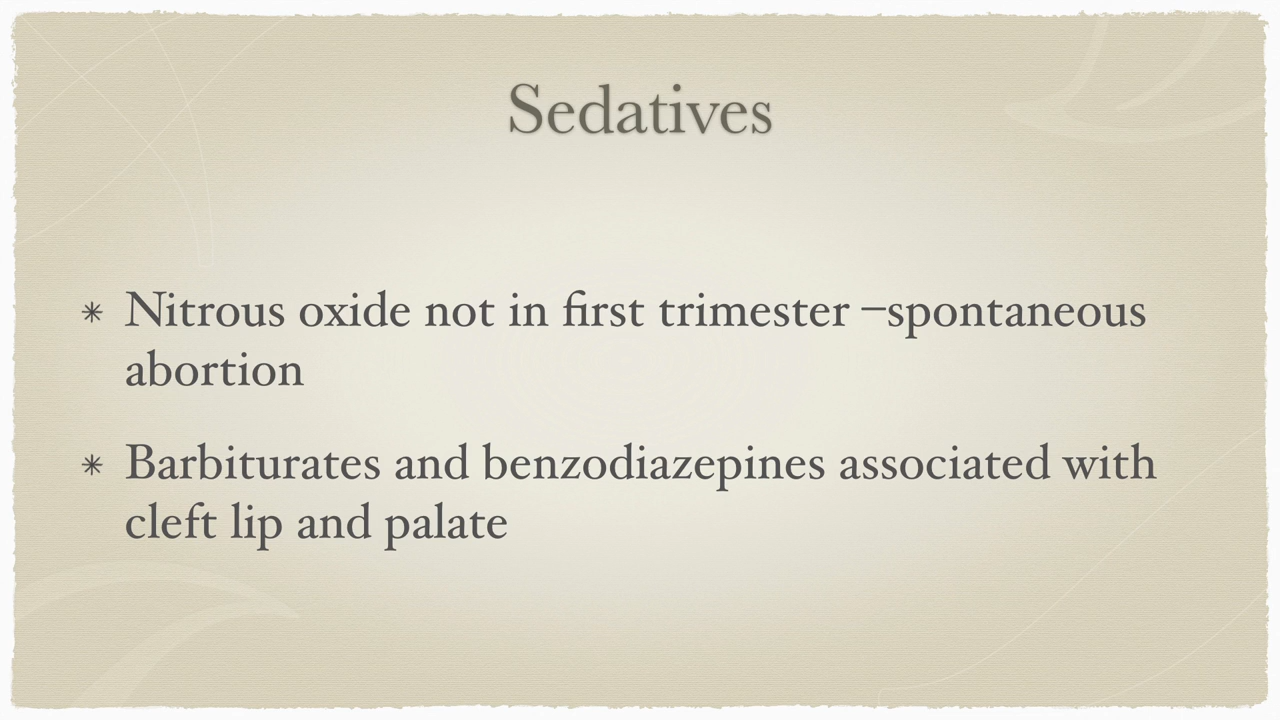 Sedatives
Nitrous oxide not in first trimester –spontaneous
abortion
Barbiturates and benzodiazepines associated with
cleft lip and palate